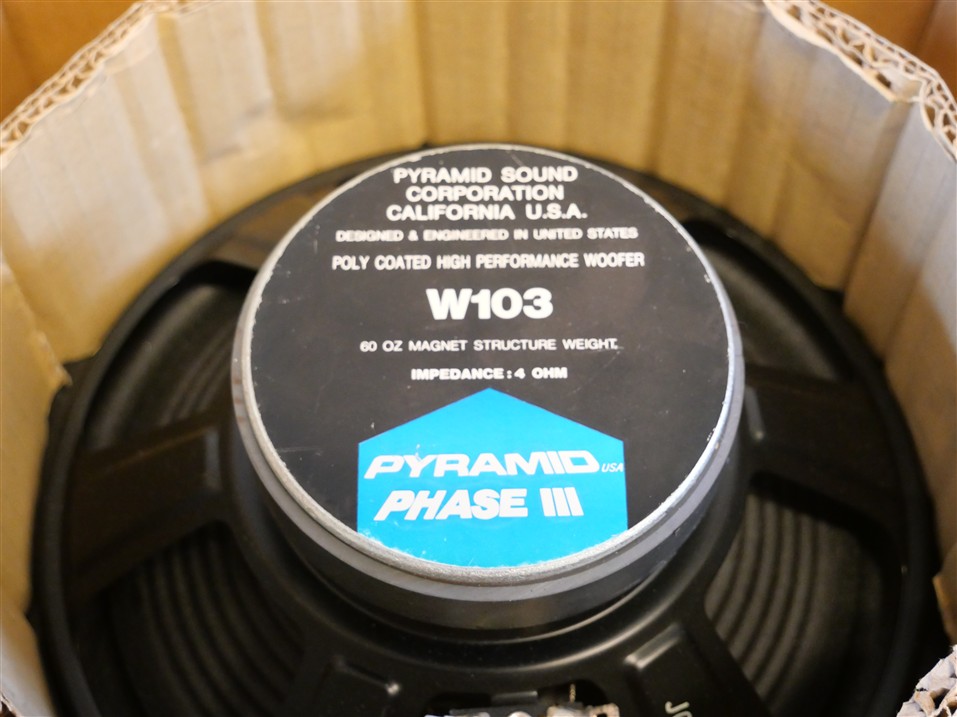 PYRAMID SOUND
CORPORATION
CALIFORNIA U.S.A.
DESIGNED & ENGINEERED IN UNITED STATES
POLY COATED HIGH PERFORMANCE WOOFER
W103
60 OZ MAGNET STRUCTURE WEIGHT.
IMPEDANCE: 4 OHM
PYRAMID USA
PHASE III